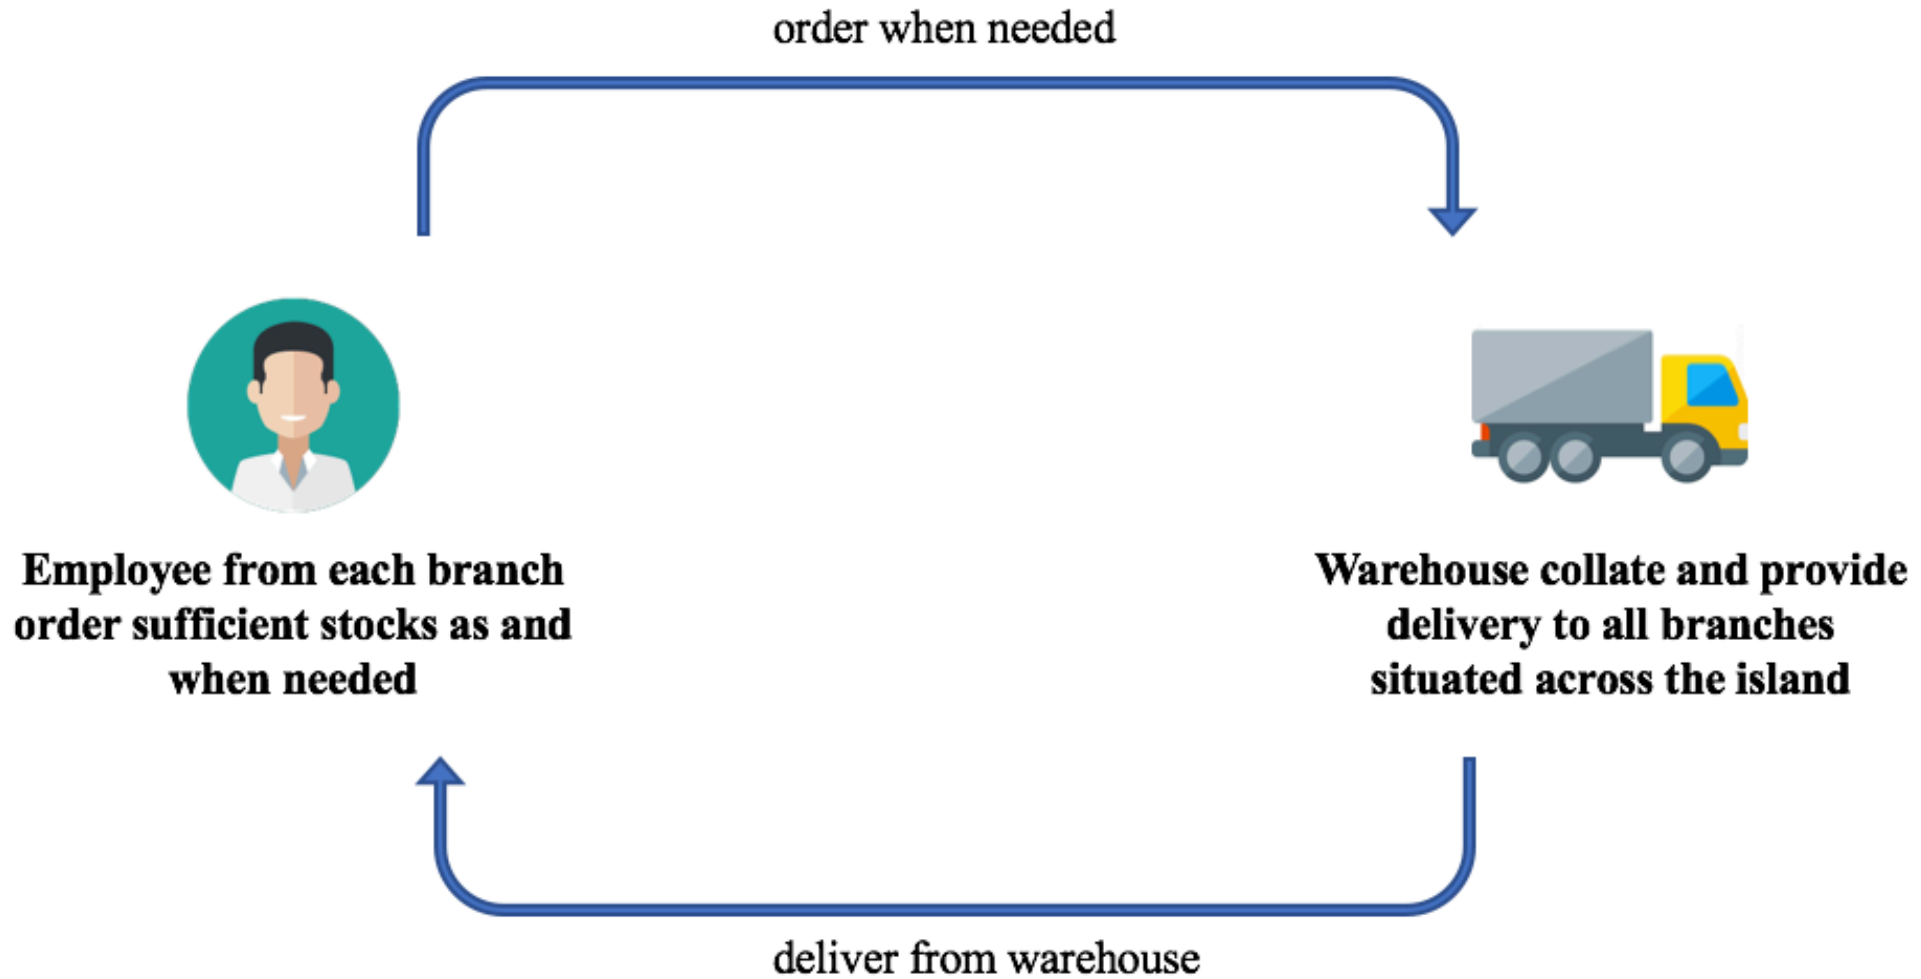 order when needed
Employee from each branch
order sufficient stocks as and
when needed
Warehouse collate and provide
delivery to all branches
situated across the island
deliver from warehouse